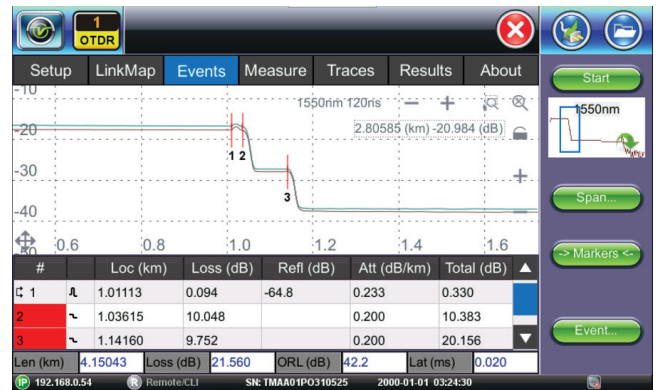 1
OTDR
Setup LinkMap Events Measure Traces Results About
Start
-10
1550nm 120ns
1550nm
-20
2.80585 (km) -20.984 (dB)
1 2
-30
3
Span...
-40
0.6 0.8 1.0 1.2 1.4 1.6
-> Markers <-
# Loc (km) Loss (dB) Refl (dB) Att (dB/km) Total (dB)
1 1.01113 0.094 -64.8 0.233 0.330
2 1.03615 10.048 0.200 10.383
3 1.14160 9.752 0.200 20.156
Event...
Len (km) 4.15043 Loss (dB) 21.560 ORL (dB) 42.2 Lat (ms) 0.020
IP 192.168.0.54 R Remote/CLI SN: TMAA01PO310525 2000-01-01 03:24:30